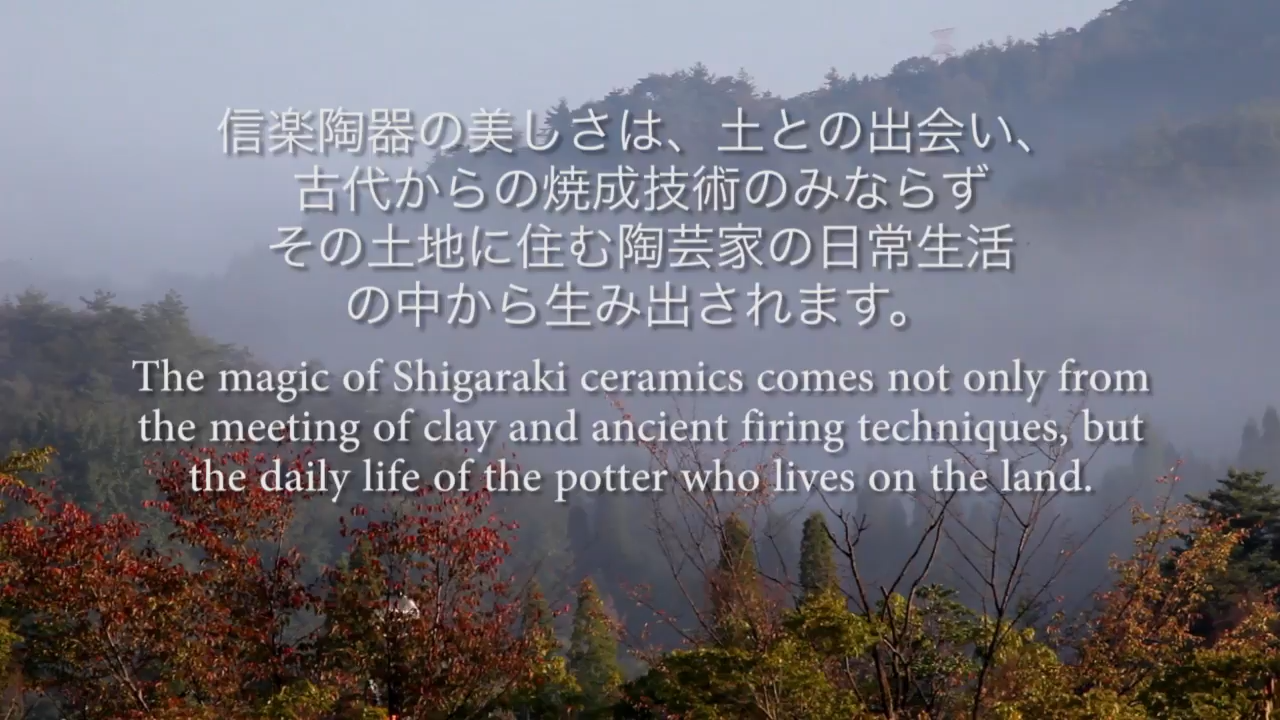 信楽陶器の美しさは、土との出会い、
古代からの焼成技術のみならず
その土地に住む陶芸家の日常生活
の中から生み出されます。
The magic of Shigaraki ceramics comes not only from
the meeting of clay and ancient firing techniques, but
the daily life of the potter who lives on the land.